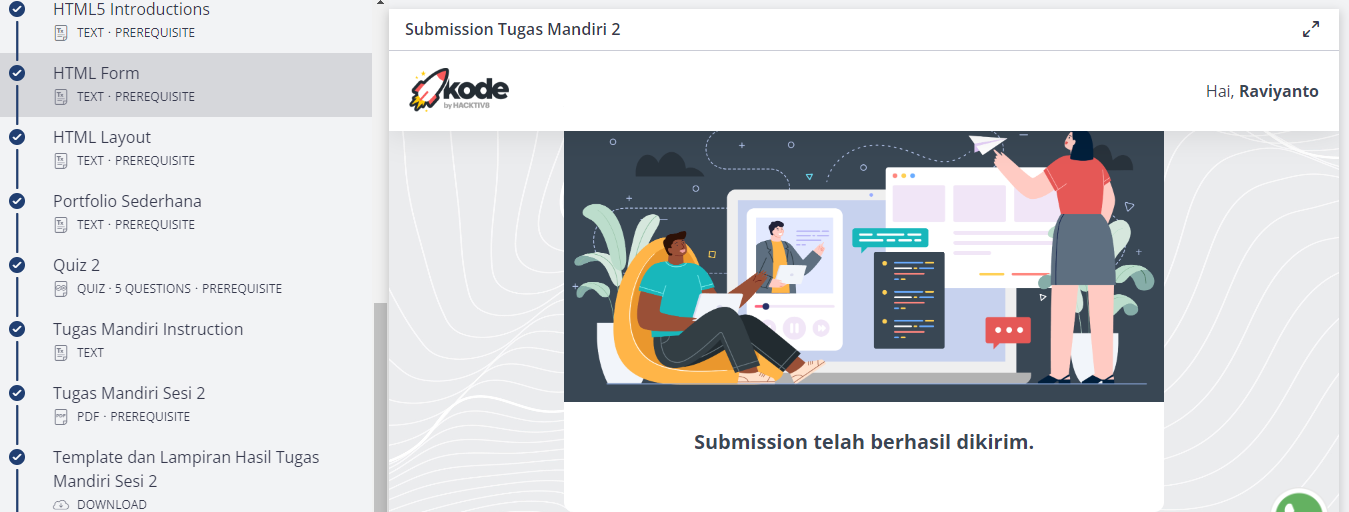 HTML5 Introductions
TEXT · PREREQUISITE
HTML Form
TEXT · PREREQUISITE
HTML Layout
TEXT · PREREQUISITE
Portfolio Sederhana
TEXT · PREREQUISITE
Quiz 2
QUIZ · 5 QUESTIONS · PREREQUISITE
Tugas Mandiri Instruction
TEXT
Tugas Mandiri Sesi 2
PDF · PREREQUISITE
Template dan Lampiran Hasil Tugas
Mandiri Sesi 2
DOWNLOAD
Submission Tugas Mandiri 2
kode
by HACKTIV8
Hai, Raviyanto
Submission telah berhasil dikirim.